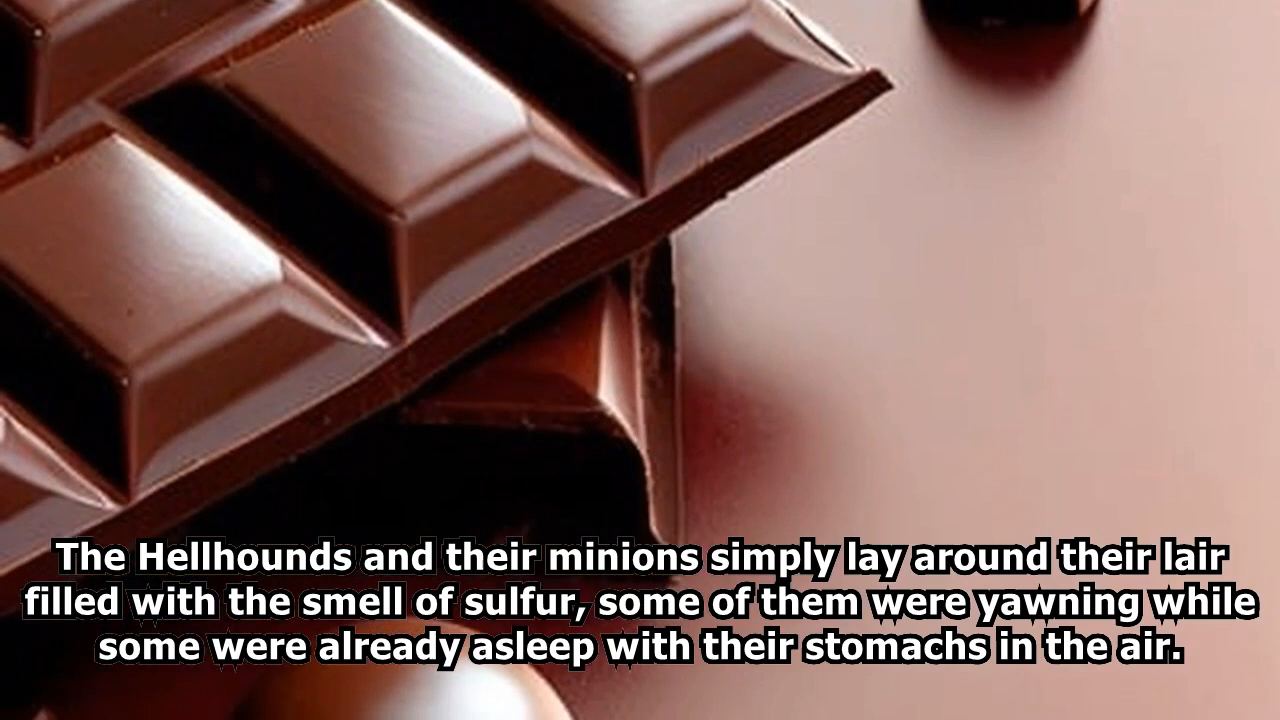 The Hellhounds and their minions simply lay around their lair
filled with the smell of sulfur, some of them were yawning while
some were already asleep with their stomachs in the air.